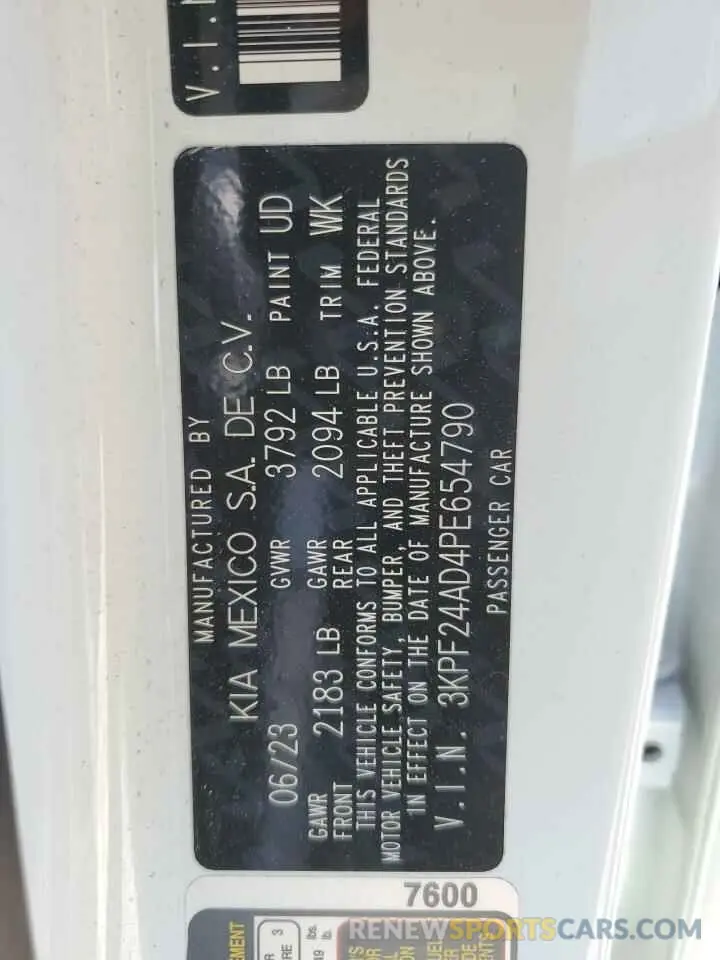 V.I.N
MANUFACTURED BY
KIA MEXICO S.A. DE C.V.
06/23 GVWR 3792 LB PAINT UD
GAWR FRONT 2183 LB GAWR REAR 2094 LB TRIM WK
THIS VEHICLE CONFORMS TO ALL APPLICABLE U.S.A. FEDERAL
MOTOR VEHICLE SAFETY, BUMPER, AND THEFT PREVENTION STANDARDS
IN EFFECT ON THE DATE OF MANUFACTURE SHOWN ABOVE.
V.I.N. 3KPF24AD4PE654790
PASSENGER CAR
7600
RENEWSPORTSCARS.COM